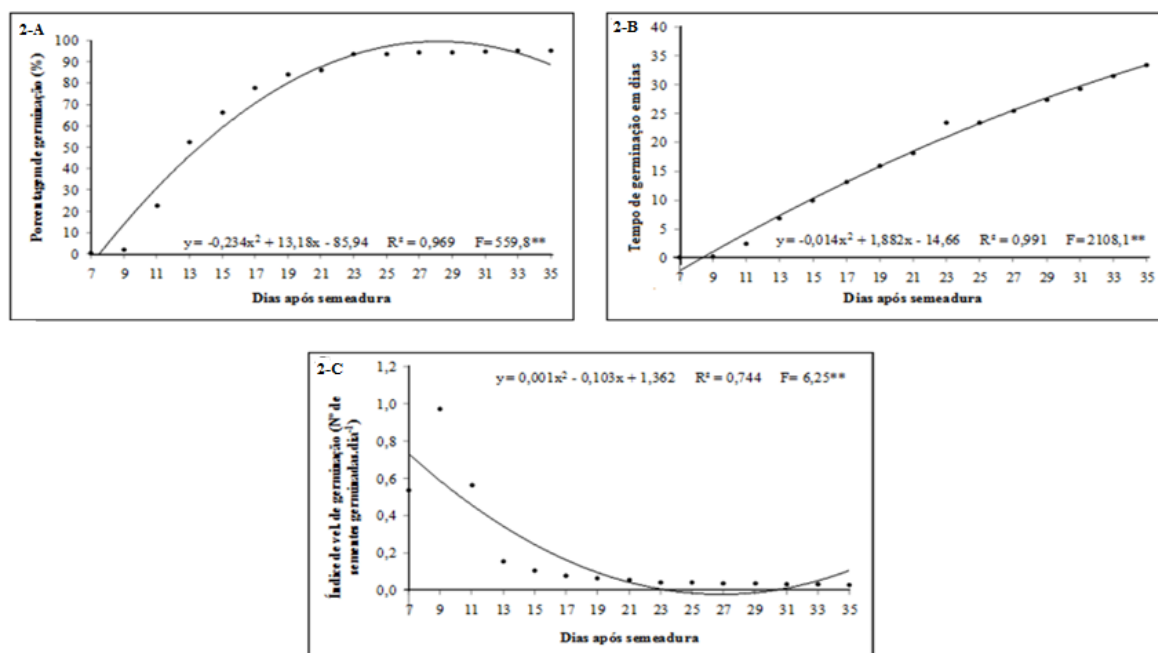 2-A
Porcentagem de germinação (%)
100
90
80
70
60
50
40
30
20
10
0
y= -0,234x² + 13,18x - 85,94 R² = 0,969 F= 559,8**
7 9 11 13 15 17 19 21 23 25 27 29 31 33 35
Dias após semeadura
2-B
Tempo de germinação em dias
40
35
30
25
20
15
10
5
0
y= -0,014x² + 1,882x - 14,66 R² = 0,991 F= 2108,1**
7 9 11 13 15 17 19 21 23 25 27 29 31 33 35
Dias após semeadura
2-C
Índice de vel. de germinação (Nº de
sementes germinadas.dia⁻¹)
1,2
1,0
0,8
0,6
0,4
0,2
0,0
y= 0,001x² - 0,103x + 1,362 R² = 0,744 F= 6,25**
7 9 11 13 15 17 19 21 23 25 27 29 31 33 35
Dias após semeadura